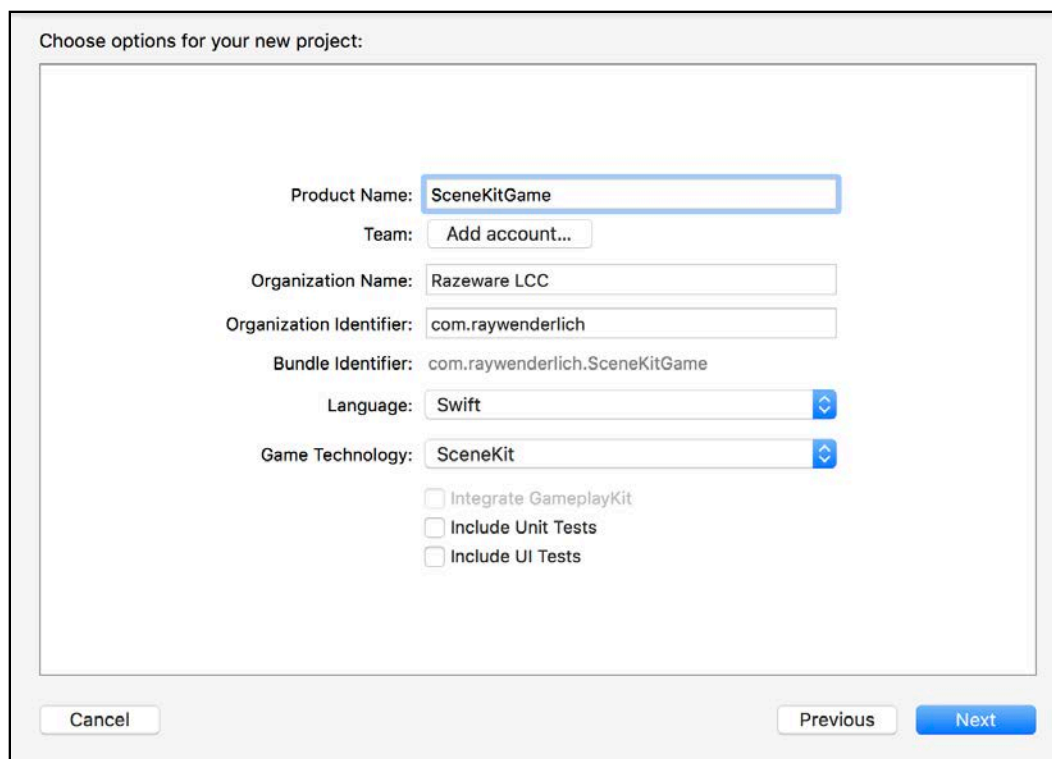 Choose options for your new project:
Product Name: SceneKitGame
Team: Add account...
Organization Name: Razeware LCC
Organization Identifier: com.raywenderlich
Bundle Identifier: com.raywenderlich.SceneKitGame
Language: Swift
Game Technology: SceneKit
Integrate GameplayKit
Include Unit Tests
Include UI Tests
Cancel Previous Next